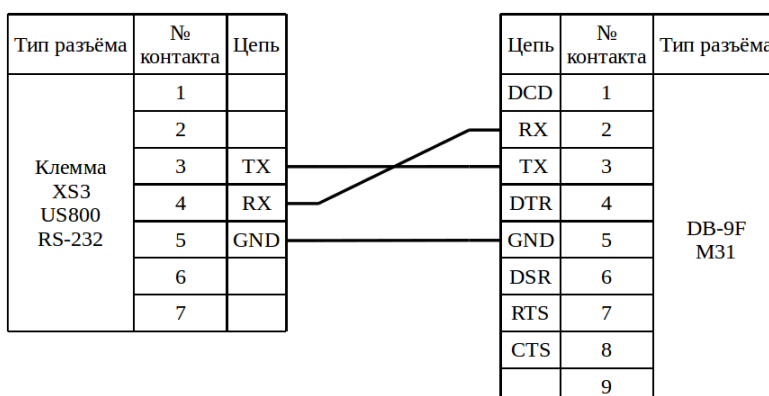 Тип разъёма № контакта Цепь
1
2
3 TX
4 RX
5 GND
6
7
Клемма
XS3
US800
RS-232
Цепь № контакта Тип разъёма
DCD 1
RX 2
TX 3
DTR 4
GND 5
DSR 6
RTS 7
CTS 8
9
DB-9F
M31